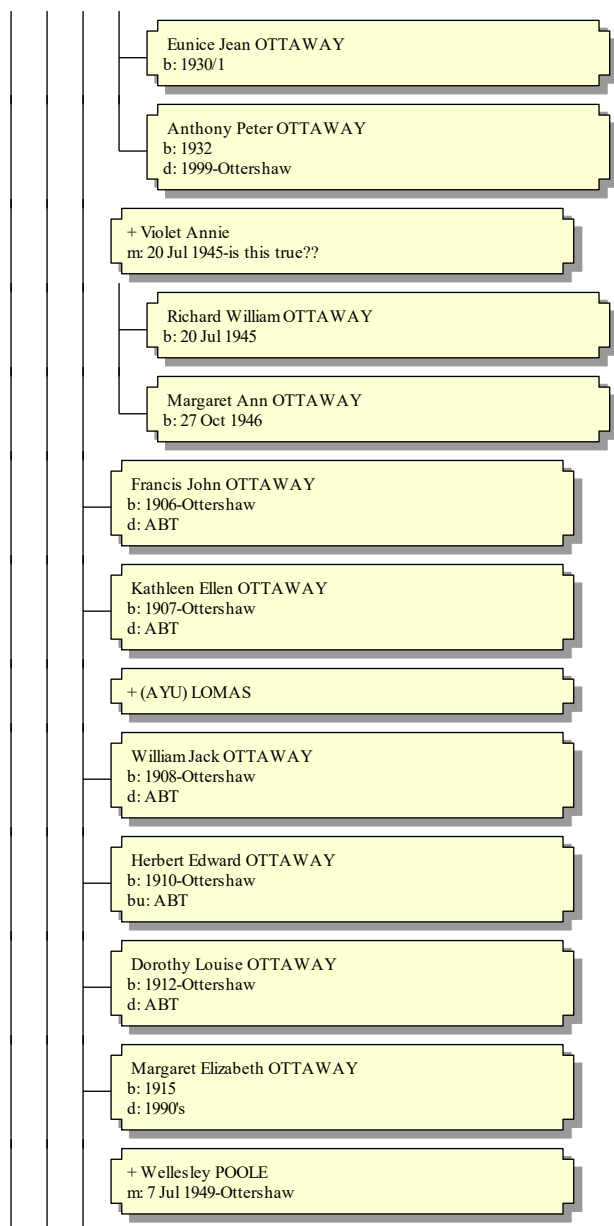 Eunice Jean OTTAWAY
b: 1930/1
Anthony Peter OTTAWAY
b: 1932
d: 1999-Ottershaw
+ Violet Annie
m: 20 Jul 1945-is this true??
Richard William OTTAWAY
b: 20 Jul 1945
Margaret Ann OTTAWAY
b: 27 Oct 1946
Francis John OTTAWAY
b: 1906-Ottershaw
d: ABT
Kathleen Ellen OTTAWAY
b: 1907-Ottershaw
d: ABT
+ (AYU) LOMAS
William Jack OTTAWAY
b: 1908-Ottershaw
d: ABT
Herbert Edward OTTAWAY
b: 1910-Ottershaw
bu: ABT
Dorothy Louise OTTAWAY
b: 1912-Ottershaw
d: ABT
Margaret Elizabeth OTTAWAY
b: 1915
d: 1990's
+ Wellesley POOLE
m: 7 Jul 1949-Ottershaw